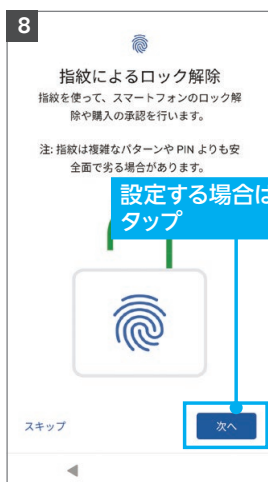 8
指紋によるロック解除
指紋を使って、スマートフォンのロック解
除や購入の承認を行います。
注: 指紋は複雑なパターンや PIN よりも安
全面で劣る場合があります。
設定する場合は
タップ
スキップ
次へ